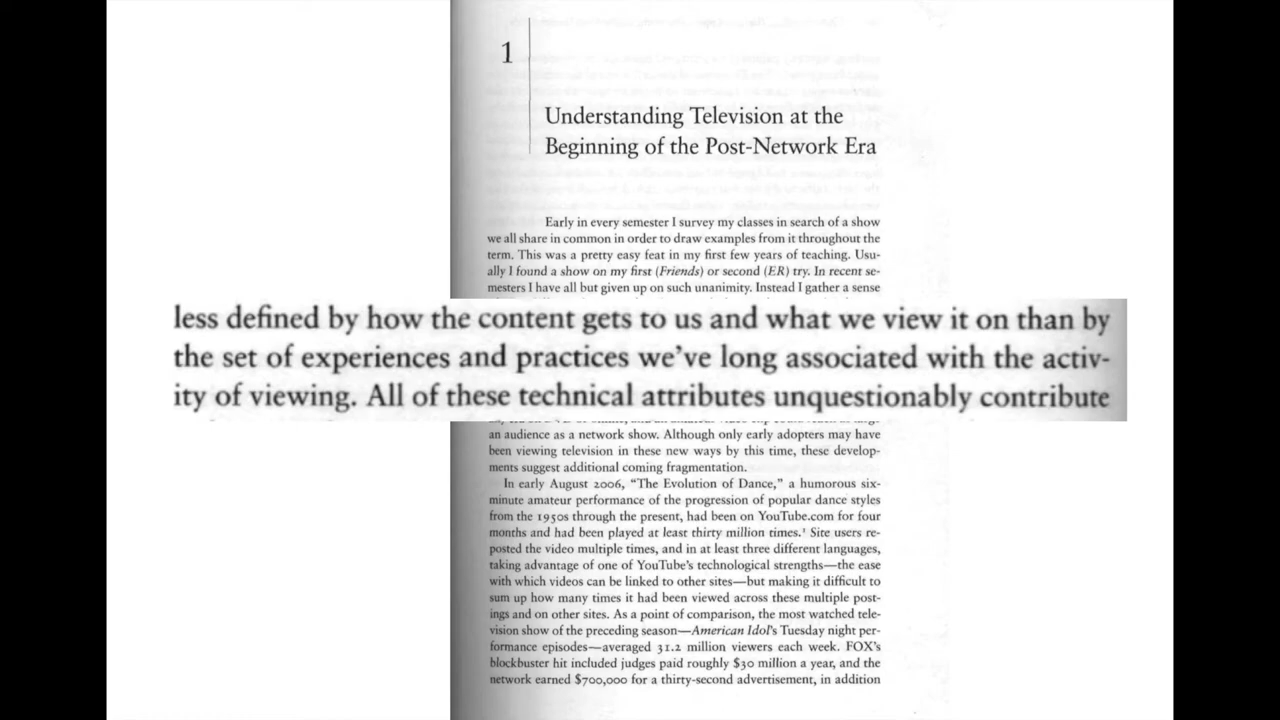 1
Understanding Television at the
Beginning of the Post-Network Era
Early in every semester I survey my classes in search of a show
we all share in common in order to draw examples from it throughout the
term. This was a pretty easy feat in my first few years of teaching. Usu-
ally I found a show on my first (Friends) or second (ER) try. In recent se-
mesters I have all but given up on such unanimity. Instead I gather a sense
less defined by how the content gets to us and what we view it on than by
the set of experiences and practices we've long associated with the activ-
ity of viewing. All of these technical attributes unquestionably contribute
an audience as a network show. Although only early adopters may have
been viewing television in these new ways by this time, these develop-
ments suggest additional coming fragmentation.
In early August 2006, “The Evolution of Dance,” a humorous six-
minute amateur performance of the progression of popular dance styles
from the 1950s through the present, had been on YouTube.com for four
months and had been played at least thirty million times.¹ Site users re-
posted the video multiple times, and in at least three different languages,
taking advantage of one of YouTube's technological strengths—the ease
with which videos can be linked to other sites—but making it difficult to
sum up how many times it had been viewed across these multiple post-
ings and on other sites. As a point of comparison, the most watched tele-
vision show of the preceding season—American Idol's Tuesday night per-
formance episodes—averaged 31.2 million viewers each week. FOX's
blockbuster hit included judges paid roughly $30 million a year, and the
network earned $700,000 for a thirty-second advertisement, in addition